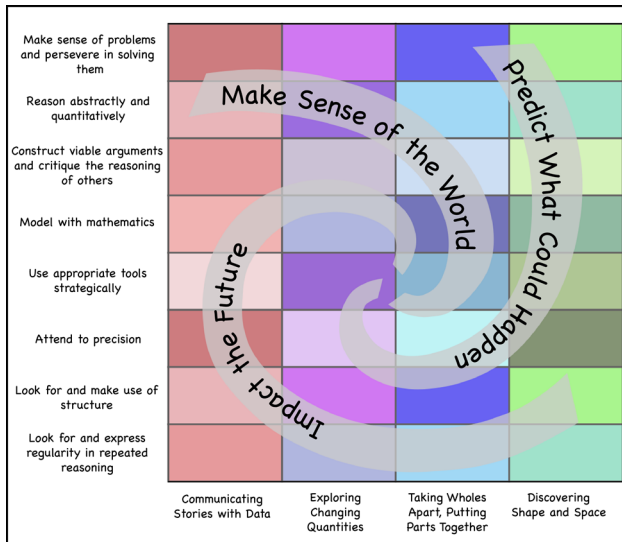 Make sense of problems
and persevere in solving
them
Reason abstractly and
quantitatively
Construct viable arguments
and critique the reasoning
of others
Model with mathematics
Use appropriate tools
strategically
Attend to precision
Look for and make use of
structure
Look for and express
regularity in repeated
reasoning
Make Sense of the World
Predict What Could Happen
Impact the Future
Communicating
Stories with Data
Exploring
Changing
Quantities
Taking Wholes
Apart, Putting
Parts Together
Discovering
Shape and Space